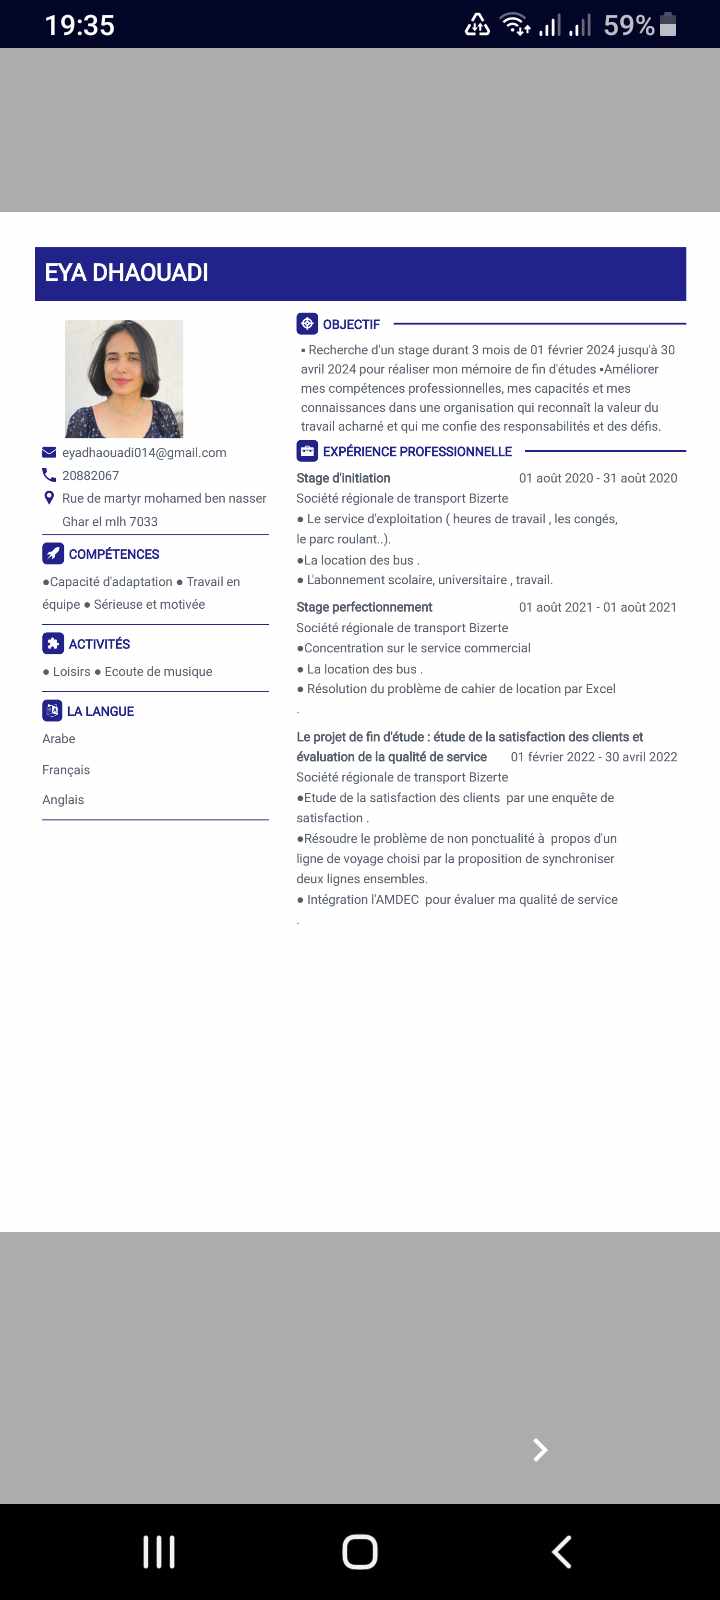 19:35
59%
EYA DHAOUADI
eyadhaouadi014@gmail.com
20882067
Rue de martyr mohamed ben nasser
Ghar el mlh 7033
COMPÉTENCES
●Capacité d'adaptation ● Travail en
équipe ● Sérieuse et motivée
ACTIVITÉS
● Loisirs ● Ecoute de musique
LA LANGUE
Arabe
Français
Anglais
OBJECTIF
▪ Recherche d'un stage durant 3 mois de 01 février 2024 jusqu'à 30
avril 2024 pour réaliser mon mémoire de fin d'études ▪Améliorer
mes compétences professionnelles, mes capacités et mes
connaissances dans une organisation qui reconnaît la valeur du
travail acharné et qui me confie des responsabilités et des défis.
EXPÉRIENCE PROFESSIONNELLE
Stage d'initiation 01 août 2020 - 31 août 2020
Société régionale de transport Bizerte
● Le service d'exploitation ( heures de travail , les congés,
le parc roulant..).
●La location des bus .
● L'abonnement scolaire, universitaire , travail.
Stage perfectionnement 01 août 2021 - 01 août 2021
Société régionale de transport Bizerte
●Concentration sur le service commercial
● La location des bus .
● Résolution du problème de cahier de location par Excel
.
Le projet de fin d'étude : étude de la satisfaction des clients et
évaluation de la qualité de service 01 février 2022 - 30 avril 2022
Société régionale de transport Bizerte
●Etude de la satisfaction des clients  par une enquête de
satisfaction .
●Résoudre le problème de non ponctualité à  propos d'un
ligne de voyage choisi par la proposition de synchroniser
deux lignes ensembles.
● Intégration l'AMDEC  pour évaluer ma qualité de service
.